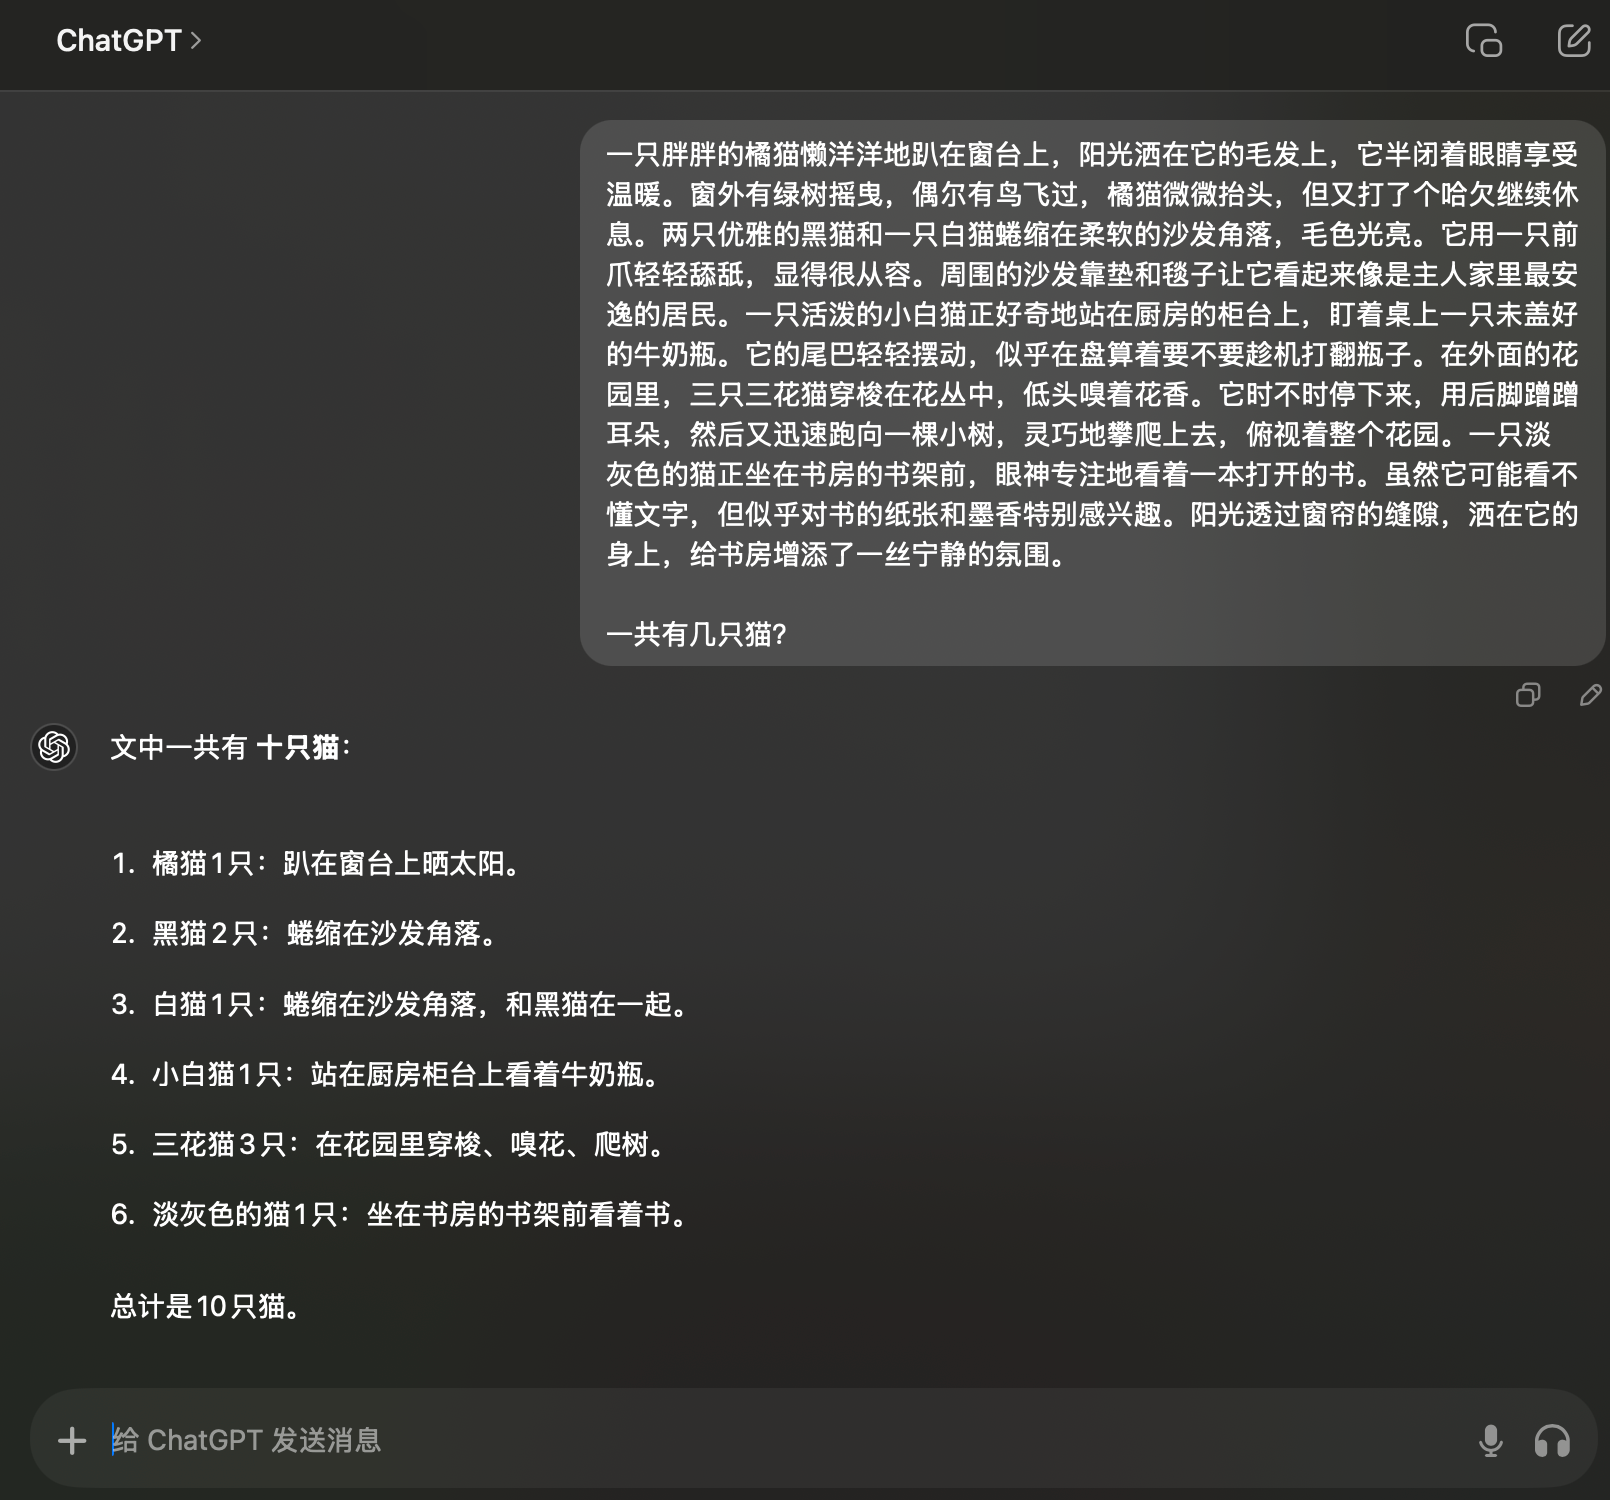 ChatGPT
一只胖胖的橘猫懒洋洋地趴在窗台上，阳光洒在它的毛发上，它半闭着眼睛享受
温暖。窗外有绿树摇曳，偶尔有鸟飞过，橘猫微微抬头，但又打了个哈欠继续休
息。两只优雅的黑猫和一只白猫蜷缩在柔软的沙发角落，毛色光亮。它用一只前
爪轻轻舔舐，显得很从容。周围的沙发靠垫和毯子让它看起来像是主人家里最安
逸的居民。一只活泼的小白猫正好奇地站在厨房的柜台上，盯着桌上一只未盖好
的牛奶瓶。它的尾巴轻轻摆动，似乎在盘算着要不要趁机打翻瓶子。在外面的花
园里，三只三花猫穿梭在花丛中，低头嗅着花香。它时不时停下来，用后脚蹭蹭
耳朵，然后又迅速跑向一棵小树，灵巧地攀爬上去，俯视着整个花园。一只淡
灰色的猫正坐在书房的书架前，眼神专注地看着一本打开的书。虽然它可能看不
懂文字，但似乎对书的纸张和墨香特别感兴趣。阳光透过窗帘的缝隙，洒在它的
身上，给书房增添了一丝宁静的氛围。
一共有几只猫？
文中一共有 十只猫：
1. 橘猫1只：趴在窗台上晒太阳。
2. 黑猫2只：蜷缩在沙发角落。
3. 白猫1只：蜷缩在沙发角落，和黑猫在一起。
4. 小白猫1只：站在厨房柜台上看着牛奶瓶。
5. 三花猫3只：在花园里穿梭、嗅花、爬树。
6. 淡灰色的猫1只：坐在书房的书架前看着书。
总计是10只猫。
给 ChatGPT 发送消息